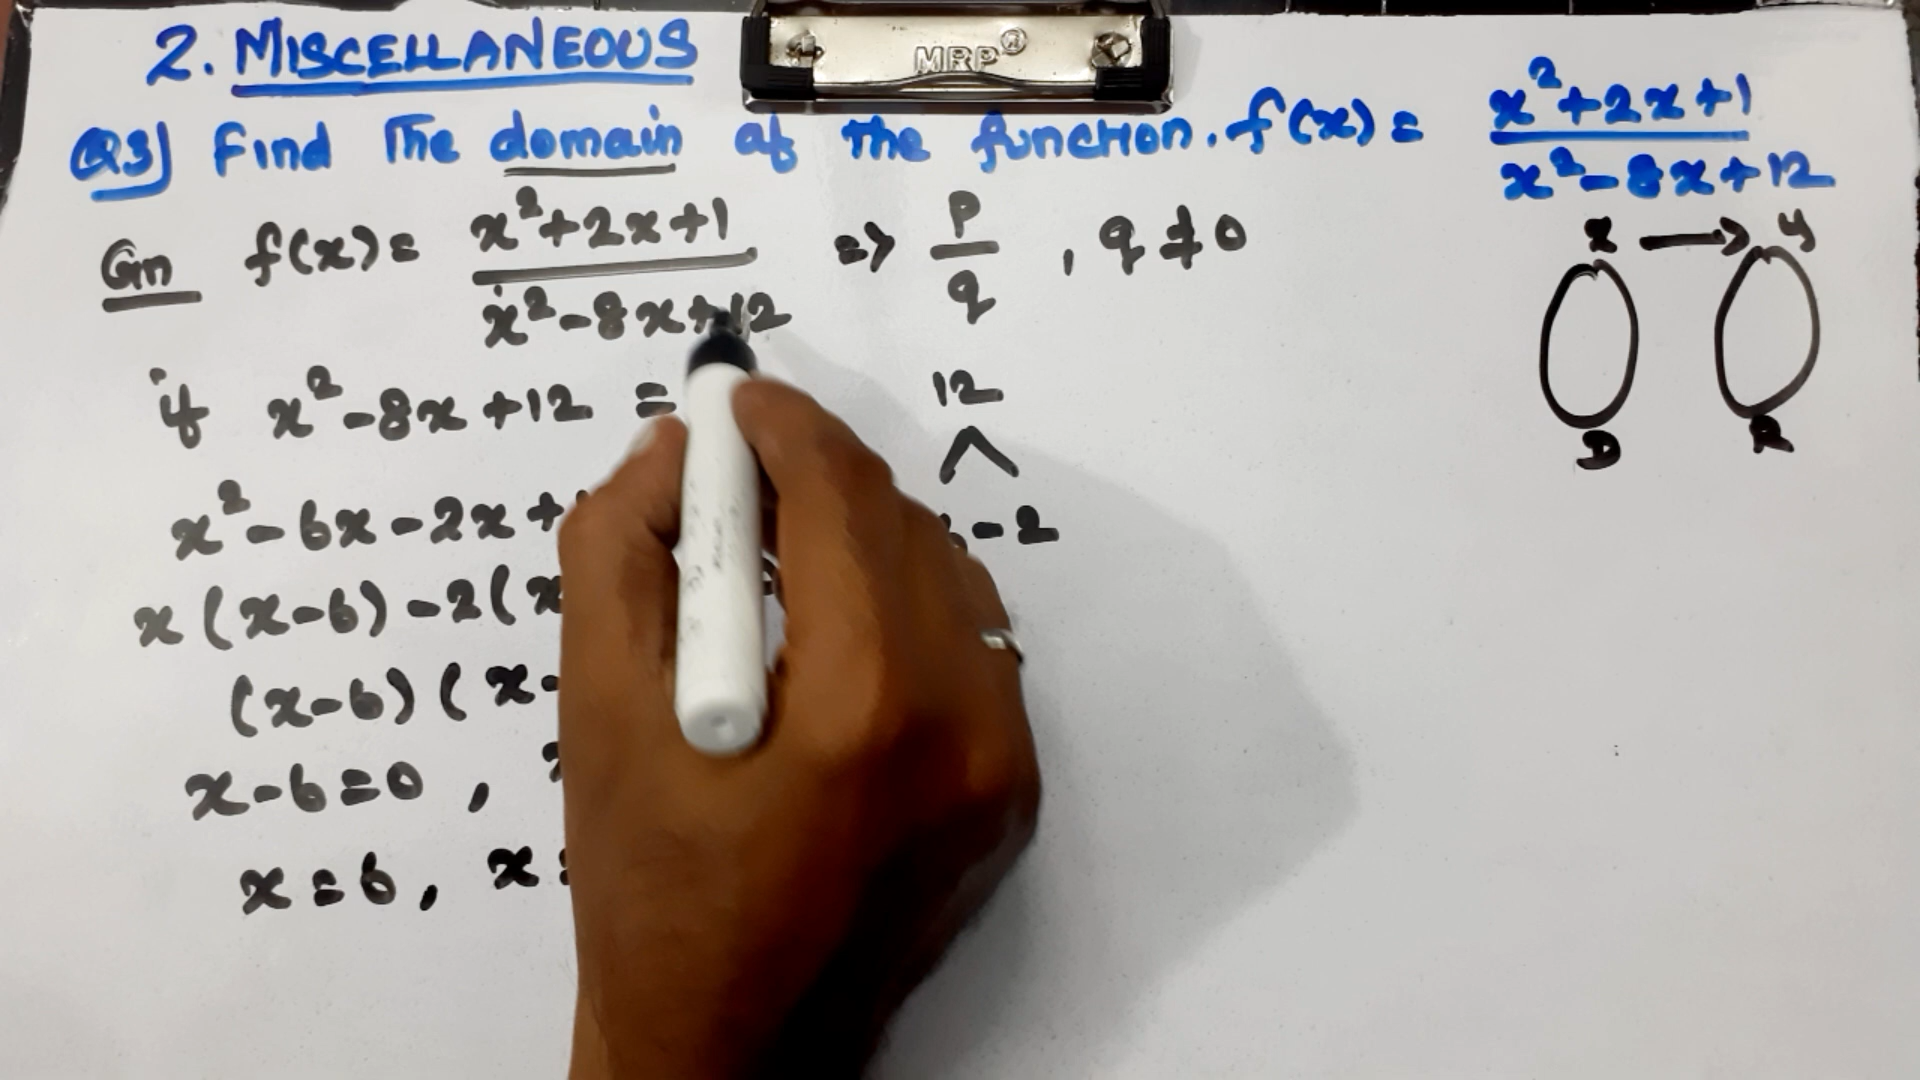 2. MISCELLANEOUS
MRP®
Q3) Find The domain of the function. f(x) = x²+2x+1 / x²-8x+12
Gn f(x) = x²+2x+1 / x²-8x+12 => p/q , q ≠ 0
x → y
D R
if x²-8x+12 =
12
x²-6x-2x+
-2
x(x-6)-2(x
(x-6)(x-
x-6=0 ,
x=6, x=